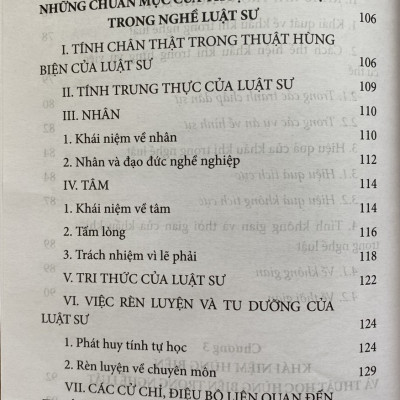 NHỮNG CHUẨN MỰC CỦA
TRONG NGHỀ LUẬT SƯ 106
I. TÍNH CHÂN THẬT TRONG THUẬT HÙNG
BIỆN CỦA LUẬT SƯ 106
II. TÍNH TRUNG THỰC CỦA LUẬT SƯ 109
III. NHÂN 110
1. Khái niệm về nhân 110
2. Nhân và đạo đức nghề nghiệp 112
IV. TÂM 114
1. Khái niệm về tâm 114
2. Tấm lòng 116
3. Trách nhiệm vì lẽ phải 118
V. TRI THỨC CỦA LUẬT SƯ 122
VI. VIỆC RÈN LUYỆN VÀ TU DƯỠNG CỦA
LUẬT SƯ 124
1. Phát huy tính tự học 124
2. Rèn luyện về chuyên môn 129
VII. CÁC CỬ CHỈ, ĐIỆU BỘ LIÊN QUAN ĐẾN